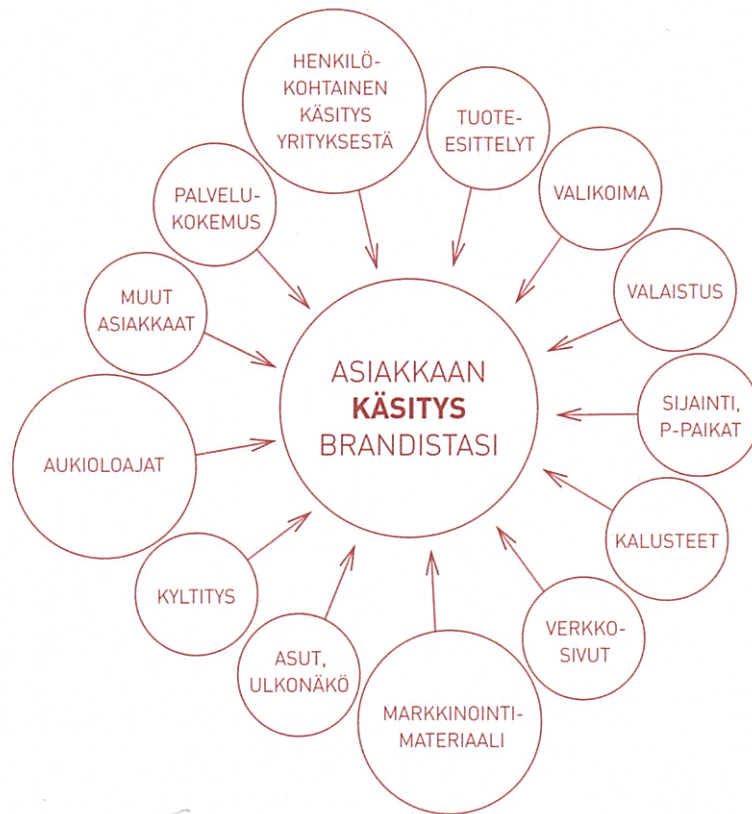 HENKILÖ-
KOHTAINEN
KÄSITYS
YRITYKSESTÄ
TUOTE-
ESITTELYT
VALIKOIMA
VALAISTUS
SIJAINTI,
P-PAIKAT
KALUSTEET
VERKKO-
SIVUT
MARKKINOINTI-
MATERIAALI
ASUT,
ULKONÄKÖ
KYLTITYS
AUKIOLOAJAT
MUUT
ASIAKKAAT
PALVELU-
KOKEMUS
ASIAKKAAN
KÄSITYS
BRANDISTASI